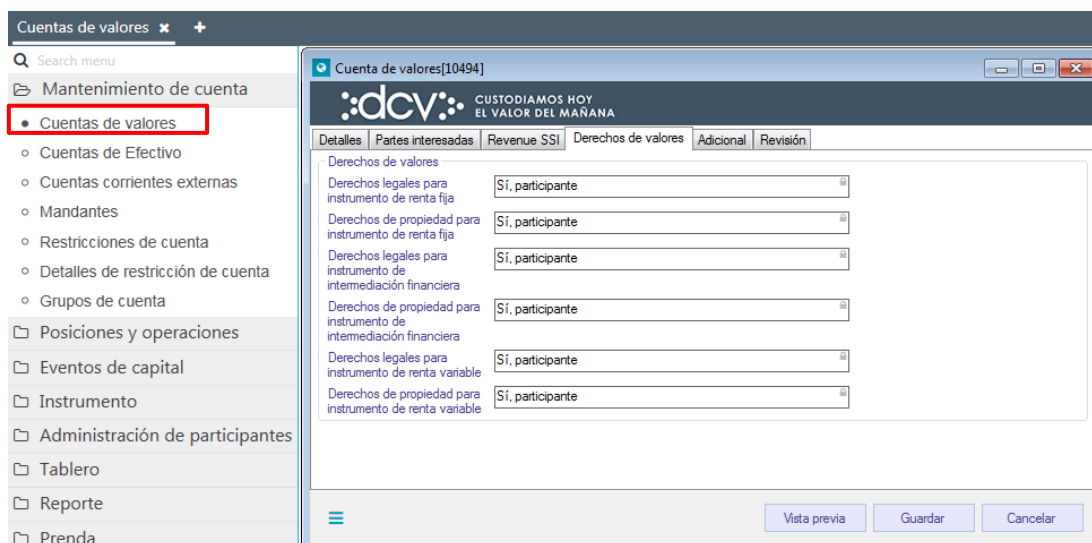 Cuentas de valores ✖ +
Search menu
Mantenimiento de cuenta
Cuentas de valores
Cuentas de Efectivo
Cuentas corrientes externas
Mandantes
Restricciones de cuenta
Detalles de restricción de cuenta
Grupos de cuenta
Posiciones y operaciones
Eventos de capital
Instrumento
Administración de participantes
Tablero
Reporte
Prenda
Cuenta de valores[10494]
dcv
CUSTODIAMOS HOY
EL VALOR DEL MAÑANA
Detalles Partes interesadas Revenue SSI Derechos de valores Adicional Revisión
Derechos de valores
Derechos legales para
instrumento de renta fija
Sí, participante
Derechos de propiedad para
instrumento de renta fija
Sí, participante
Derechos legales para
instrumento de
intermediación financiera
Sí, participante
Derechos de propiedad para
instrumento de
intermediación financiera
Sí, participante
Derechos legales para
instrumento de renta variable
Sí, participante
Derechos de propiedad para
instrumento de renta variable
Sí, participante
Vista previa Guardar Cancelar